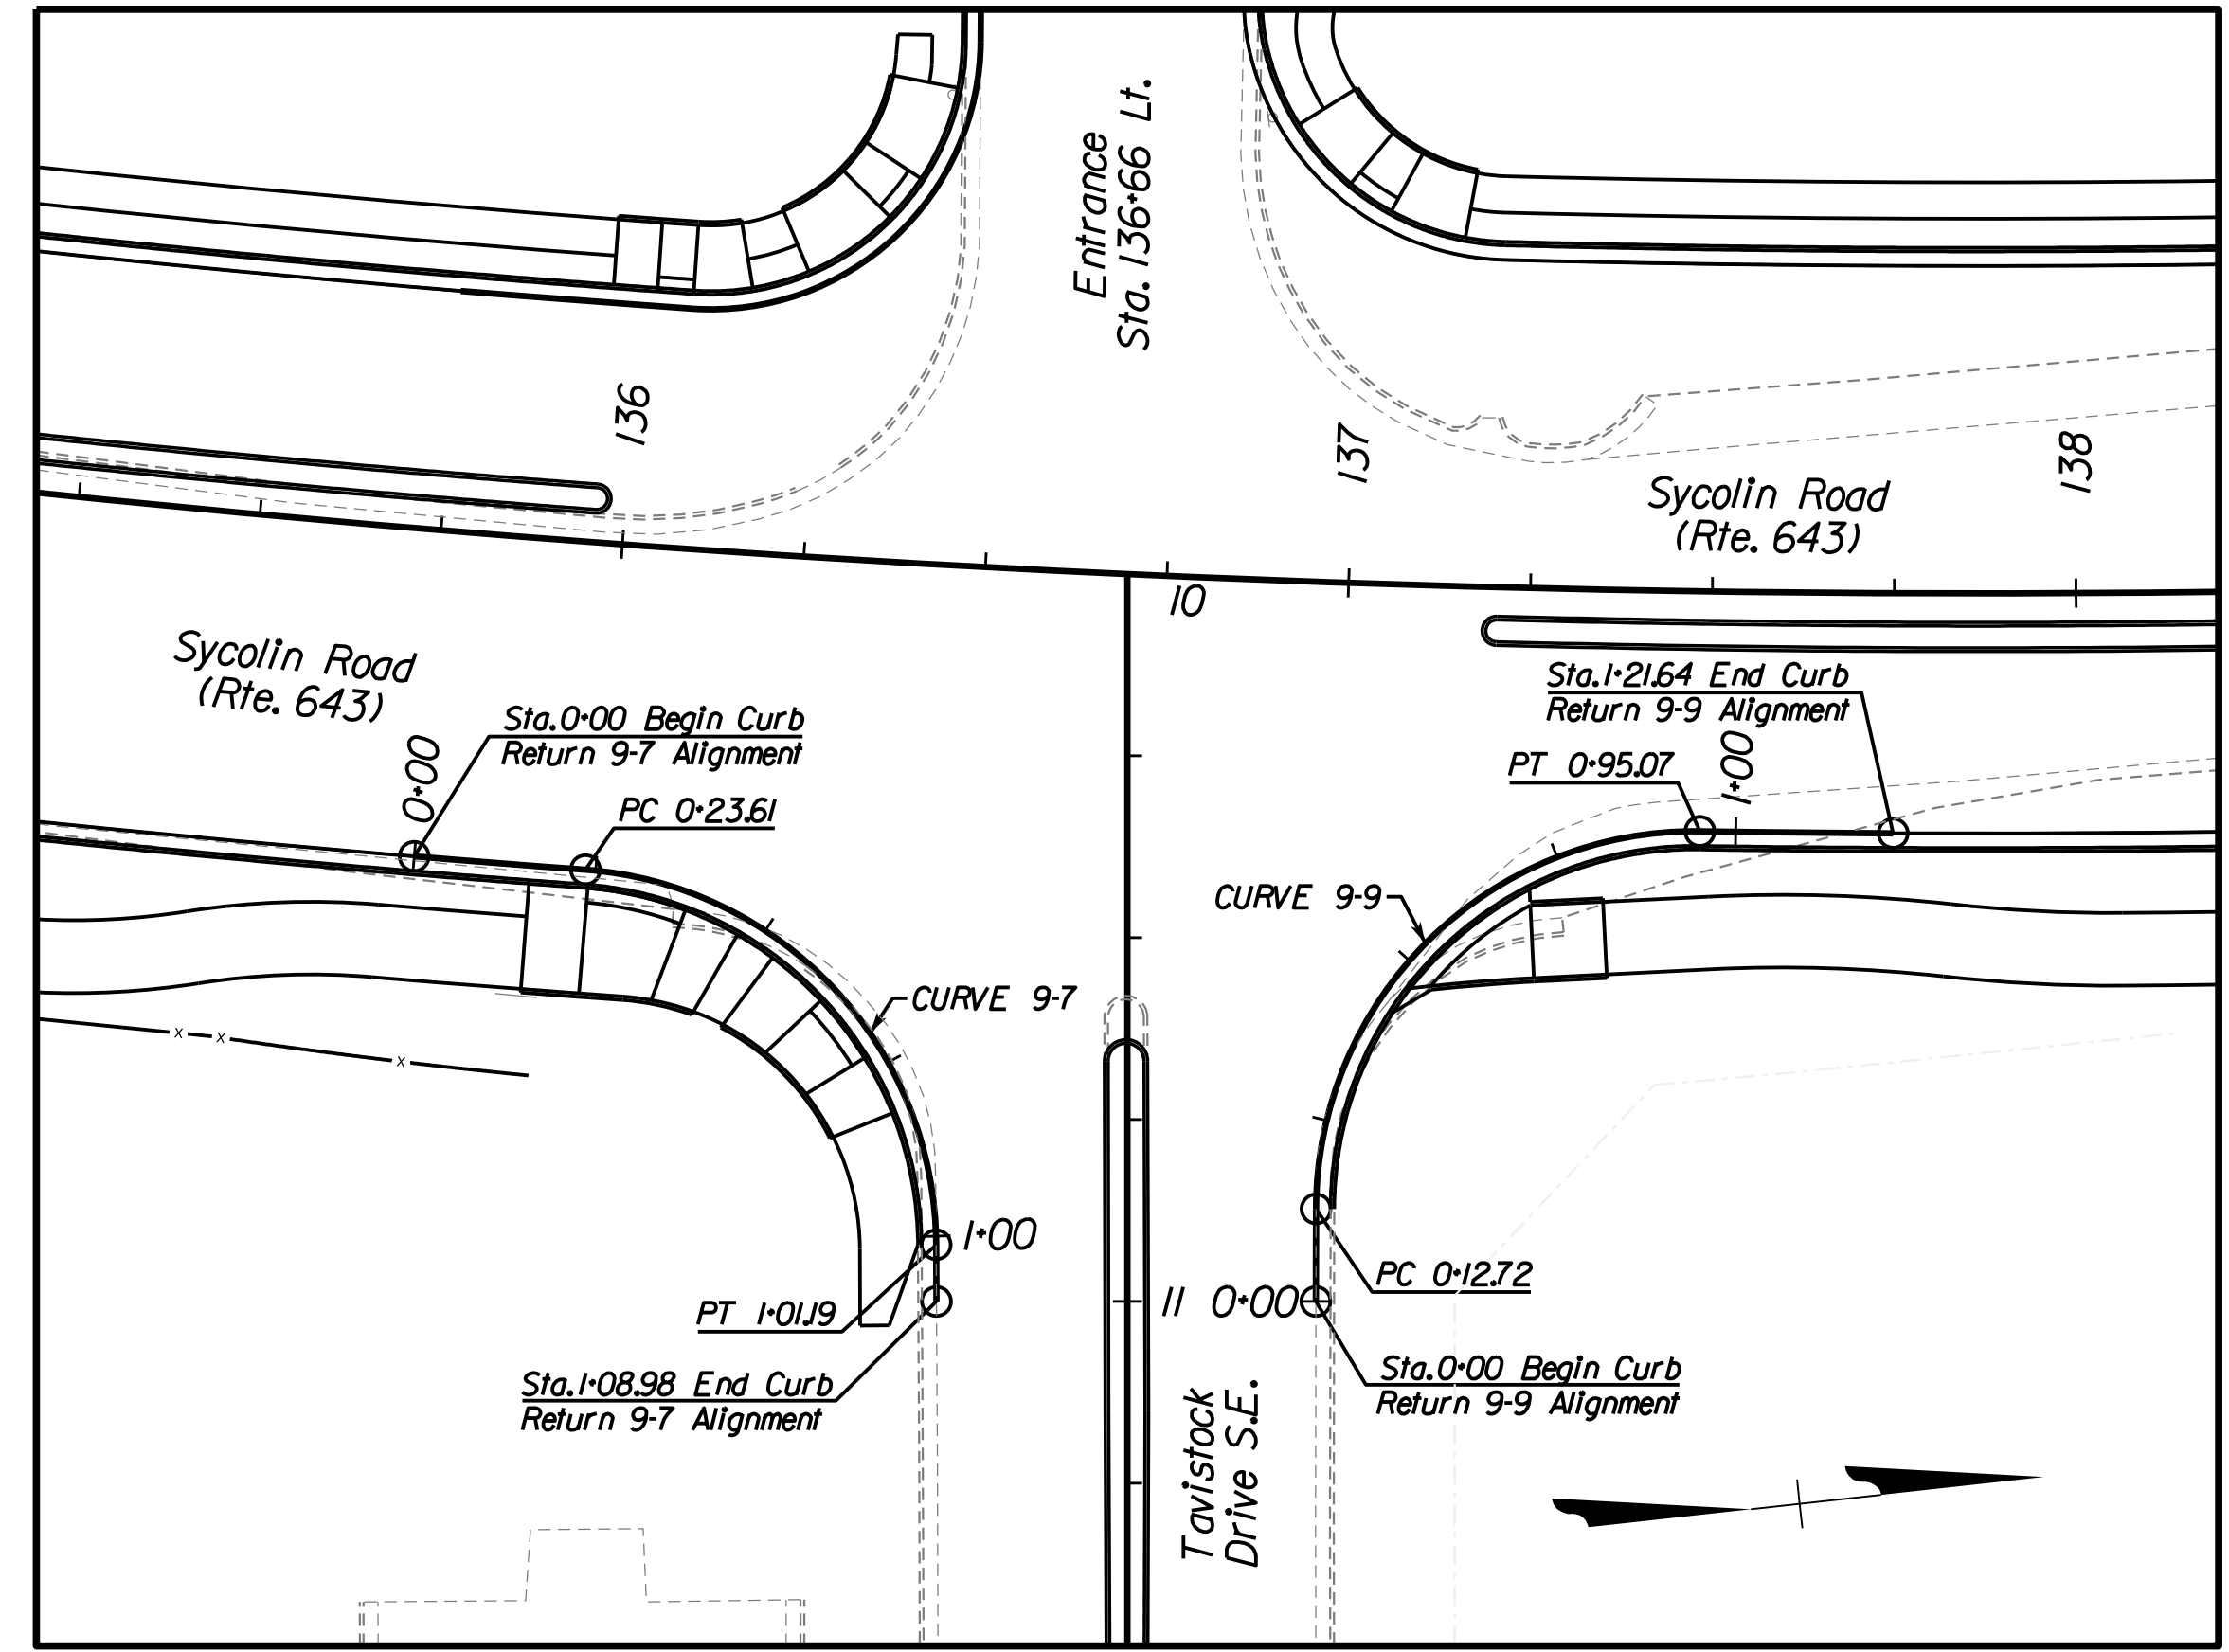 Entrance
Sta. 136+66 Lt.
136
137
138
Sycolin Road
(Rte. 643)
10
Sycolin Road
(Rte. 643)
Sta.1+21.64 End Curb
Return 9-9 Alignment
Sta.0+00 Begin Curb
Return 9-7 Alignment
0+00
PT 0+95.07
1+00
PC 0+23.61
CURVE 9-9
CURVE 9-7
x x
x
1+00
PC 0+12.72
11 0+00
PT 1+01.19
Sta.1+08.98 End Curb
Return 9-7 Alignment
Sta.0+00 Begin Curb
Return 9-9 Alignment
Tavistock
Drive S.E.